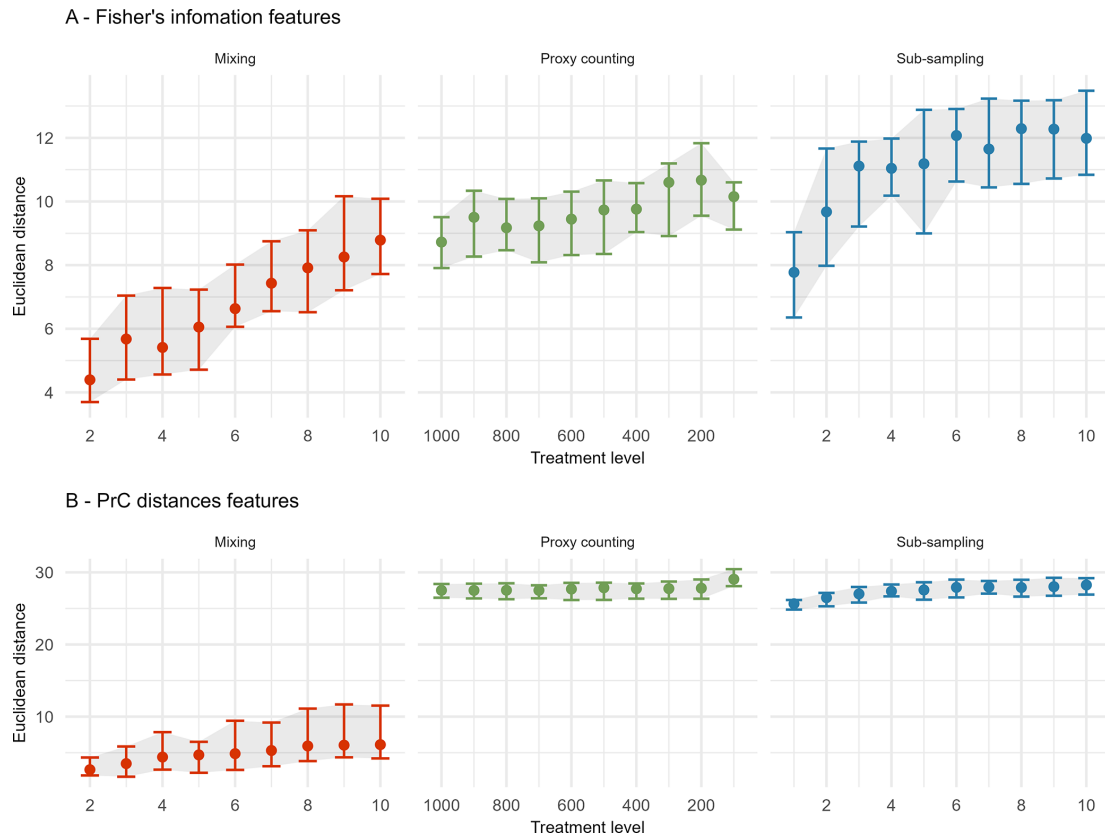 A - Fisher's infomation features
Mixing
Proxy counting
Sub-sampling
Euclidean distance
12
10
8
6
4
2 4 6 8 10
1000 800 600 400 200
2 4 6 8 10
Treatment level
B - PrC distances features
Mixing
Proxy counting
Sub-sampling
Euclidean distance
30
20
10
2 4 6 8 10
1000 800 600 400 200
2 4 6 8 10
Treatment level